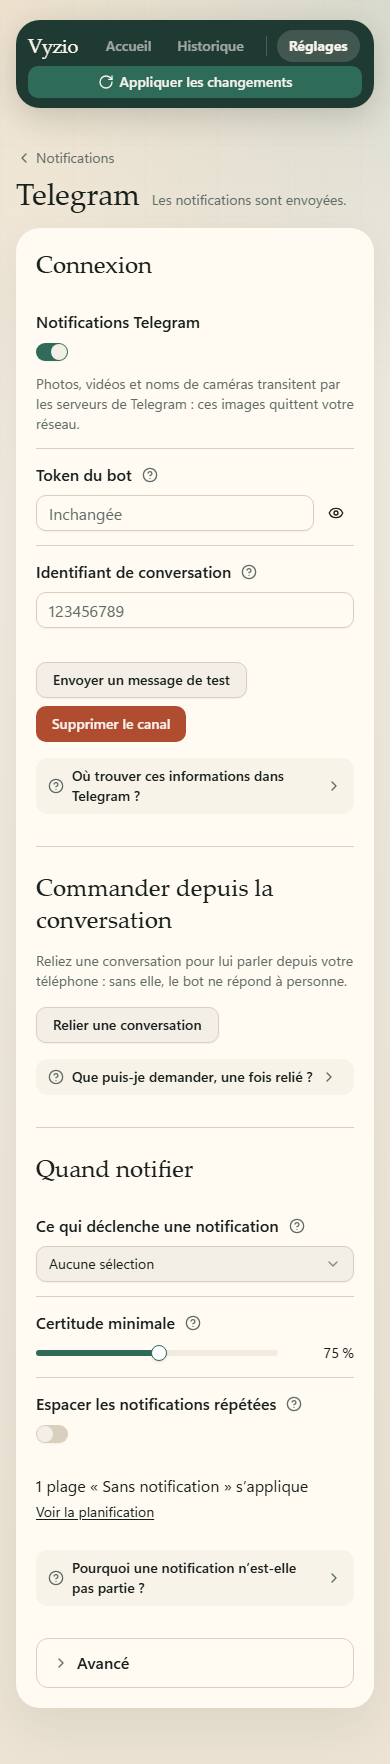 Vyzio
Accueil
Historique
Réglages
Appliquer les changements
Notifications
Telegram
Les notifications sont envoyées.
Connexion
Notifications Telegram
Photos, vidéos et noms de caméras transitent par
les serveurs de Telegram : ces images quittent votre
réseau.
Token du bot
Inchangée
Identifiant de conversation
123456789
Envoyer un message de test
Supprimer le canal
Où trouver ces informations dans
Telegram ?
Commander depuis la
conversation
Reliez une conversation pour lui parler depuis votre
téléphone : sans elle, le bot ne répond à personne.
Relier une conversation
Que puis-je demander, une fois relié ?
Quand notifier
Ce qui déclenche une notification
Aucune sélection
Certitude minimale
75 %
Espacer les notifications répétées
1 plage « Sans notification » s’applique
Voir la planification
Pourquoi une notification n’est-elle
pas partie ?
Avancé